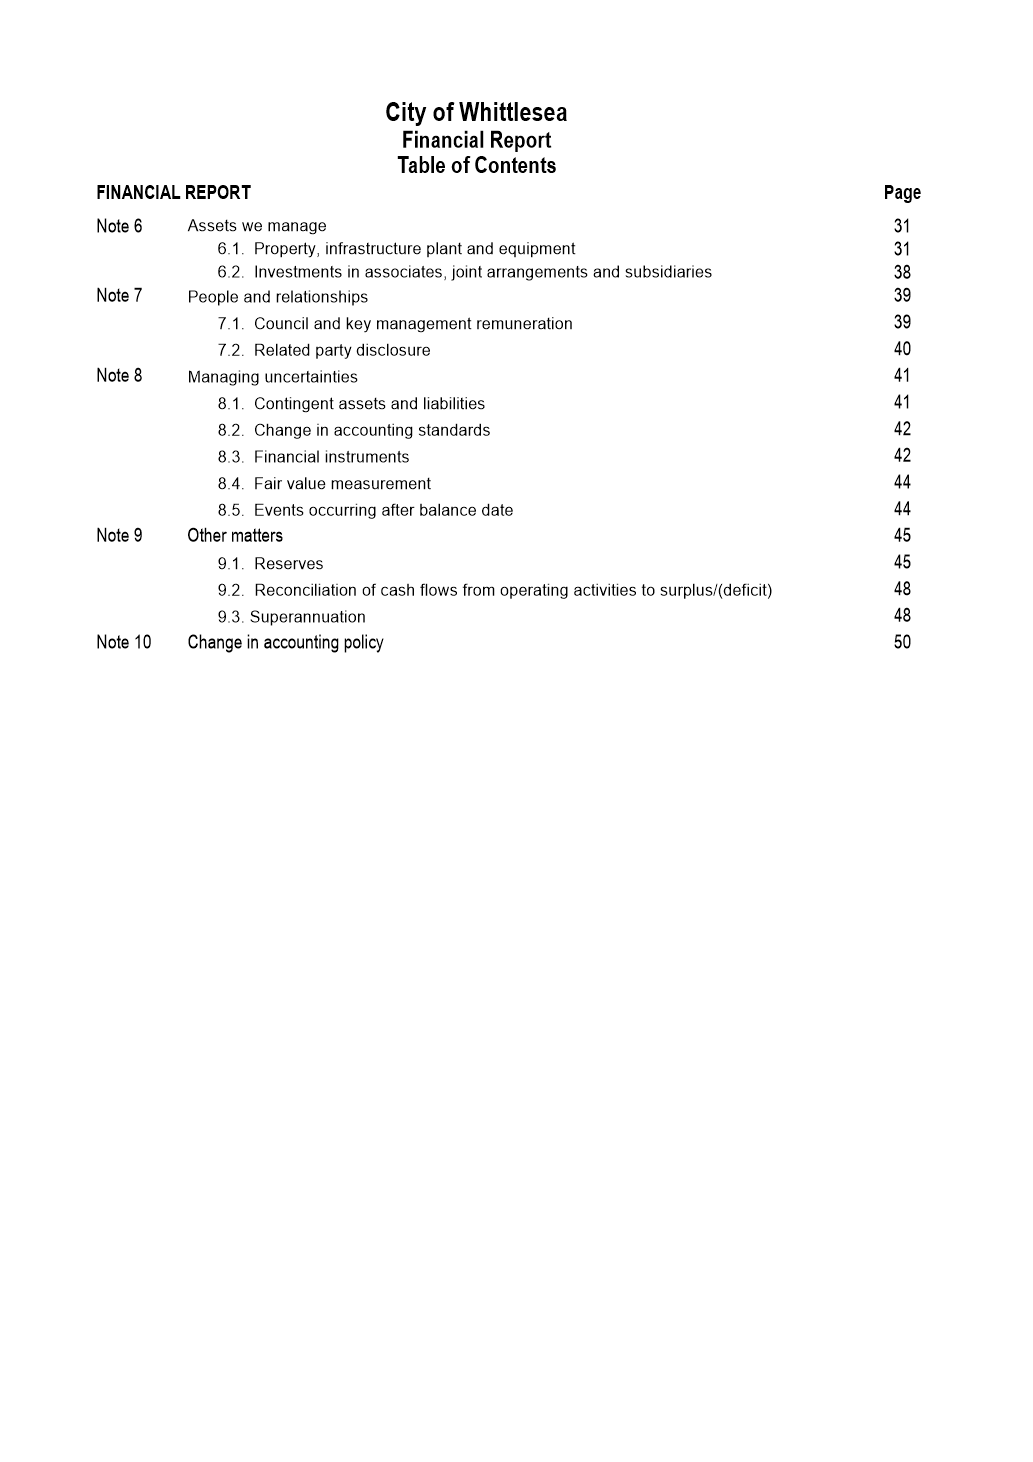 City of Whittlesea
Financial Report
Table of Contents
FINANCIAL REPORT Page
Note 6 Assets we manage 31
6.1. Property, infrastructure plant and equipment 31
6.2. Investments in associates, joint arrangements and subsidiaries 38
Note 7 People and relationships 39
7.1. Council and key management remuneration 39
7.2. Related party disclosure 40
Note 8 Managing uncertainties 41
8.1. Contingent assets and liabilities 41
8.2. Change in accounting standards 42
8.3. Financial instruments 42
8.4. Fair value measurement 44
8.5. Events occurring after balance date 44
Note 9 Other matters 45
9.1. Reserves 45
9.2. Reconciliation of cash flows from operating activities to surplus/(deficit) 48
9.3. Superannuation 48
Note 10 Change in accounting policy 50